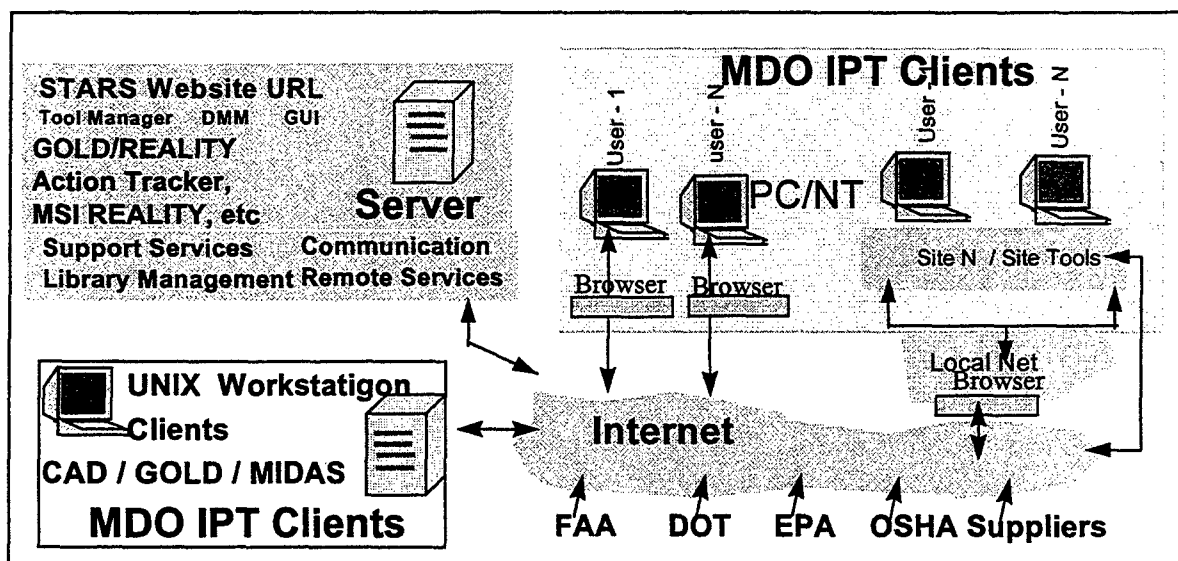 STARS Website URL
Tool Manager DMM GUI
GOLD/REALITY
Action Tracker,
MSI REALITY, etc
Server
Support Services Communication
Library Management Remote Services
MDO IPT Clients
User - 1
user - N
PC/NT
User - 1
User - N
Site N / Site Tools
Browser
Browser
Local Net
Browser
UNIX Workstatigon
Clients
CAD / GOLD / MIDAS
MDO IPT Clients
Internet
FAA DOT EPA OSHA Suppliers